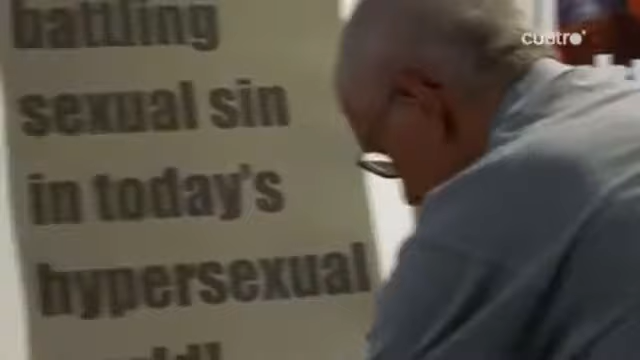 battling
sexual sin
in today's
hypersexual
cuatro